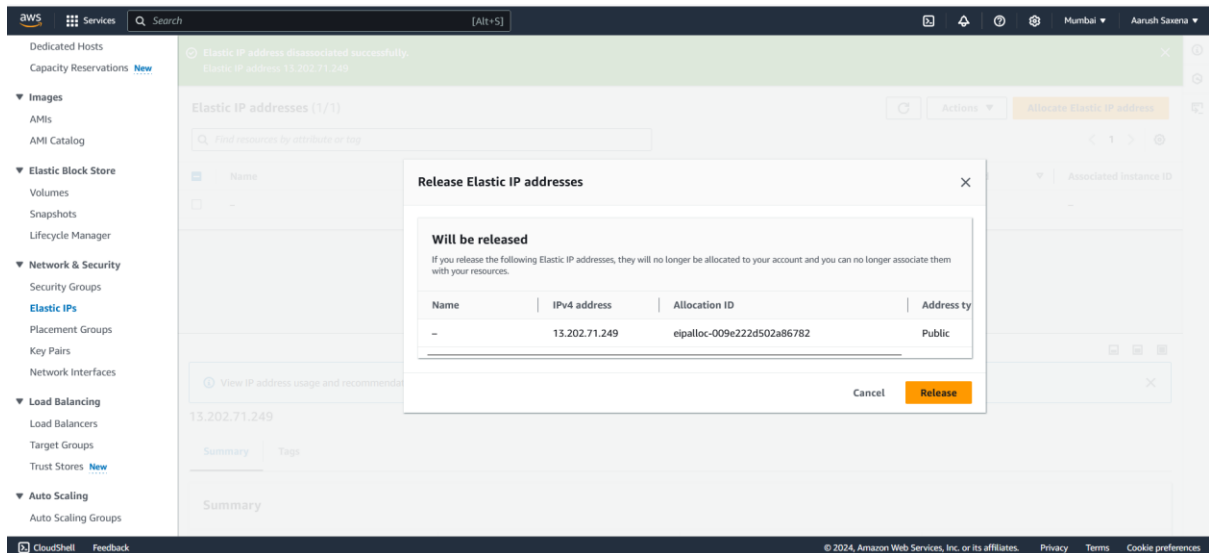 aws Services Search [Alt+S] Mumbai ▼ Aarush Saxena ▼
Dedicated Hosts
Capacity Reservations New
▼ Images
AMIs
AMI Catalog
▼ Elastic Block Store
Volumes
Snapshots
Lifecycle Manager
▼ Network & Security
Security Groups
Elastic IPs
Placement Groups
Key Pairs
Network Interfaces
▼ Load Balancing
Load Balancers
Target Groups
Trust Stores New
▼ Auto Scaling
Auto Scaling Groups
Elastic IP address disassociated successfully.
Elastic IP address 13.202.71.249
Elastic IP addresses (1/1) Actions ▼ Allocate Elastic IP address
Find resources by attribute or tag < 1 >
Name Associated instance ID
– –
Release Elastic IP addresses
Will be released
If you release the following Elastic IP addresses, they will no longer be allocated to your account and you can no longer associate them
with your resources.
Name IPv4 address Allocation ID Address ty
– 13.202.71.249 eipalloc-009e222d502a86782 Public
Cancel Release
View IP address usage and recommendat
13.202.71.249
Summary Tags
Summary
CloudShell Feedback © 2024, Amazon Web Services, Inc. or its affiliates. Privacy Terms Cookie preferences